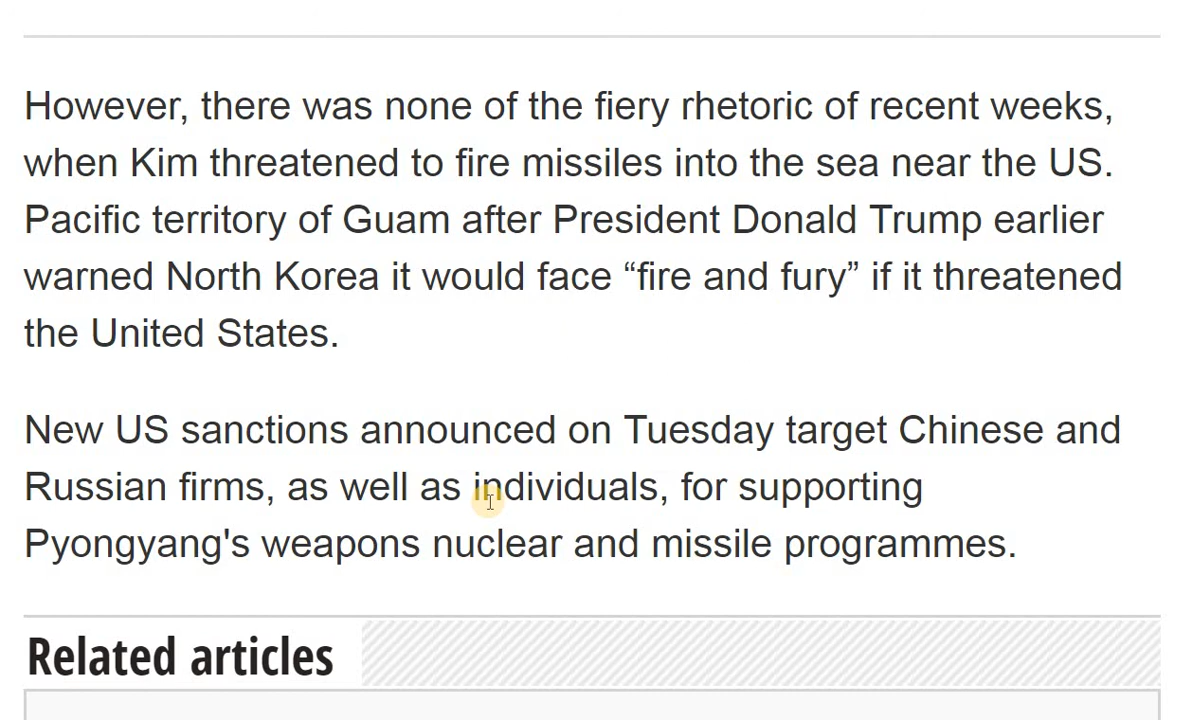 However, there was none of the fiery rhetoric of recent weeks,
when Kim threatened to fire missiles into the sea near the US.
Pacific territory of Guam after President Donald Trump earlier
warned North Korea it would face “fire and fury” if it threatened
the United States.
New US sanctions announced on Tuesday target Chinese and
Russian firms, as well as individuals, for supporting
Pyongyang's weapons nuclear and missile programmes.
Related articles